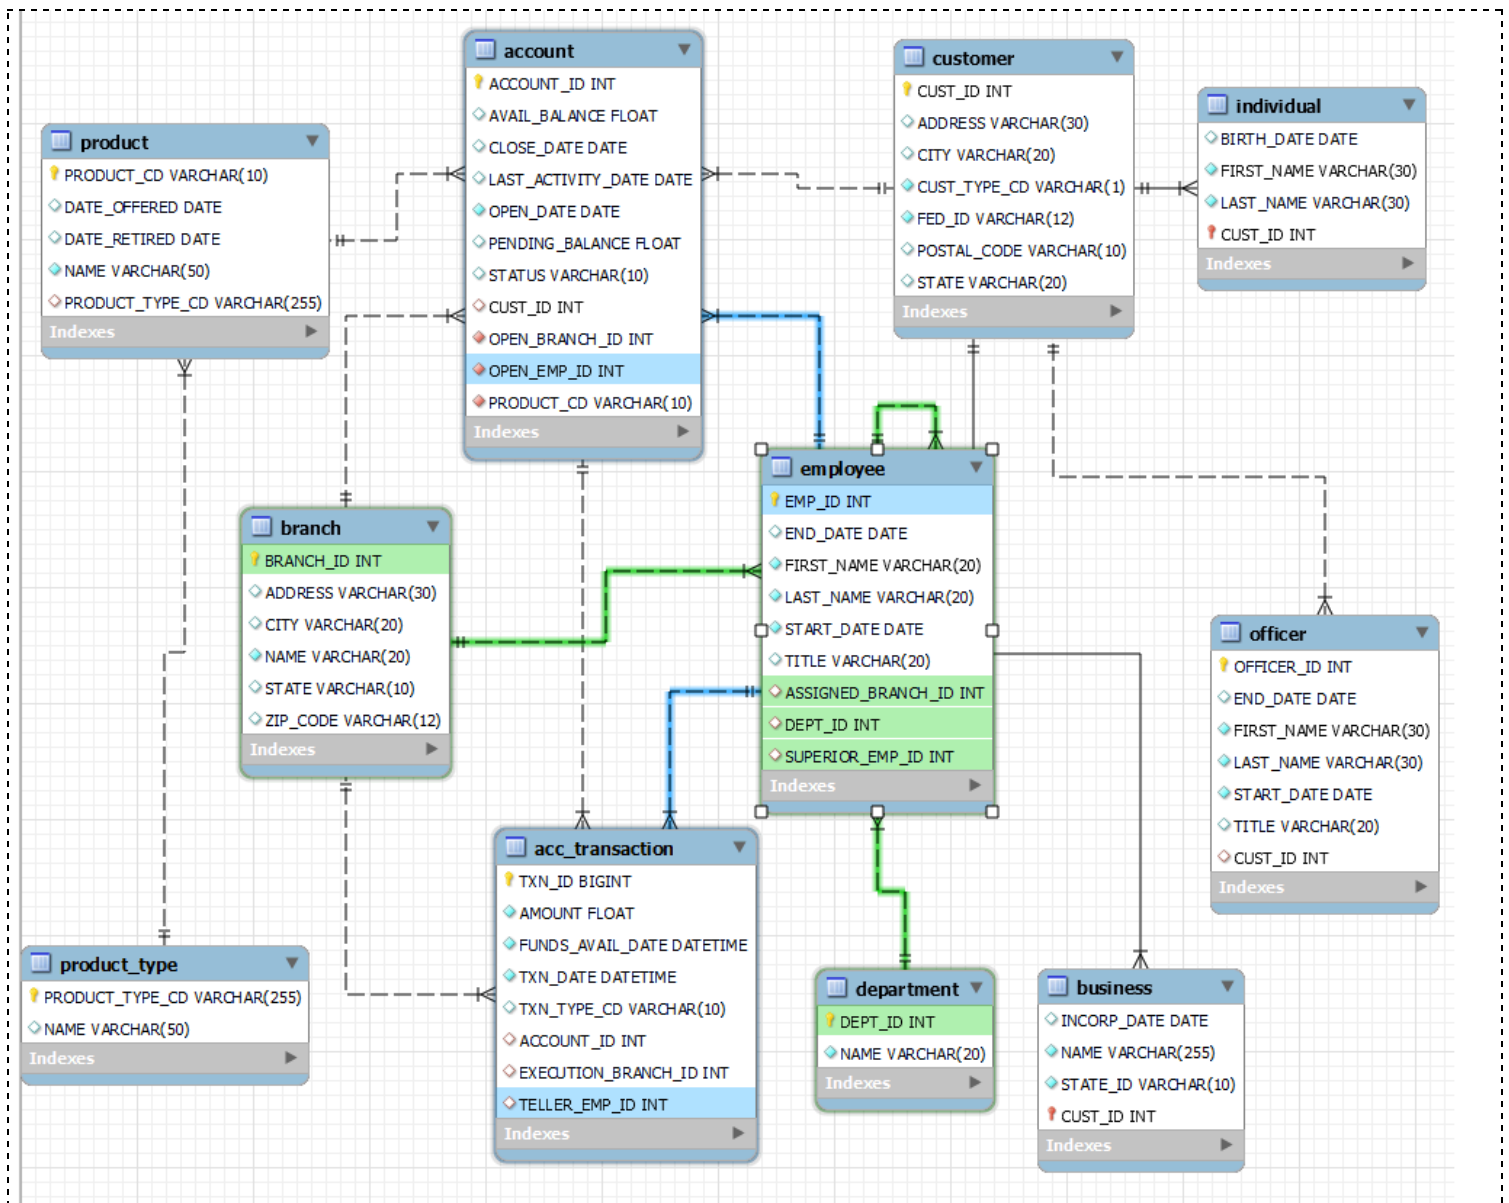 account
ACCOUNT_ID INT
AVAIL_BALANCE FLOAT
CLOSE_DATE DATE
LAST_ACTIVITY_DATE DATE
OPEN_DATE DATE
PENDING_BALANCE FLOAT
STATUS VARCHAR(10)
CUST_ID INT
OPEN_BRANCH_ID INT
OPEN_EMP_ID INT
PRODUCT_CD VARCHAR(10)
Indexes
customer
CUST_ID INT
ADDRESS VARCHAR(30)
CITY VARCHAR(20)
CUST_TYPE_CD VARCHAR(1)
FED_ID VARCHAR(12)
POSTAL_CODE VARCHAR(10)
STATE VARCHAR(20)
Indexes
individual
BIRTH_DATE DATE
FIRST_NAME VARCHAR(30)
LAST_NAME VARCHAR(30)
CUST_ID INT
Indexes
product
PRODUCT_CD VARCHAR(10)
DATE_OFFERED DATE
DATE_RETIRED DATE
NAME VARCHAR(50)
PRODUCT_TYPE_CD VARCHAR(255)
Indexes
employee
EMP_ID INT
END_DATE DATE
FIRST_NAME VARCHAR(20)
LAST_NAME VARCHAR(20)
START_DATE DATE
TITLE VARCHAR(20)
ASSIGNED_BRANCH_ID INT
DEPT_ID INT
SUPERIOR_EMP_ID INT
Indexes
branch
BRANCH_ID INT
ADDRESS VARCHAR(30)
CITY VARCHAR(20)
NAME VARCHAR(20)
STATE VARCHAR(10)
ZIP_CODE VARCHAR(12)
Indexes
officer
OFFICER_ID INT
END_DATE DATE
FIRST_NAME VARCHAR(30)
LAST_NAME VARCHAR(30)
START_DATE DATE
TITLE VARCHAR(20)
CUST_ID INT
Indexes
acc_transaction
TXN_ID BIGINT
AMOUNT FLOAT
FUNDS_AVAIL_DATE DATETIME
TXN_DATE DATETIME
TXN_TYPE_CD VARCHAR(10)
ACCOUNT_ID INT
EXECUTION_BRANCH_ID INT
TELLER_EMP_ID INT
Indexes
product_type
PRODUCT_TYPE_CD VARCHAR(255)
NAME VARCHAR(50)
Indexes
department
DEPT_ID INT
NAME VARCHAR(20)
Indexes
business
INCORP_DATE DATE
NAME VARCHAR(255)
STATE_ID VARCHAR(10)
CUST_ID INT
Indexes